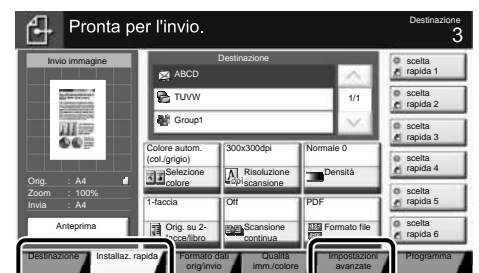 Pronta per l'invio.
Destinazione
3
Invio immagine
Orig. : A4
Zoom : 100%
Invia : A4
Anteprima
Destinazione
ABCD
TUVW
Group1
1/1
Colore autom.
(col./grigio)
Selezione
colore
300x300dpi
Risoluzione
scansione
Normale 0
Densità
1-faccia
Orig. su 2-
facce/libro
Off
Scansione
continua
PDF
Formato file
scelta
rapida 1
scelta
rapida 2
scelta
rapida 3
scelta
rapida 4
scelta
rapida 5
scelta
rapida 6
Destinazione
Installaz. rapida
Formato dati
orig/invio
Qualità
imm./colore
Impostazioni
avanzate
Programma